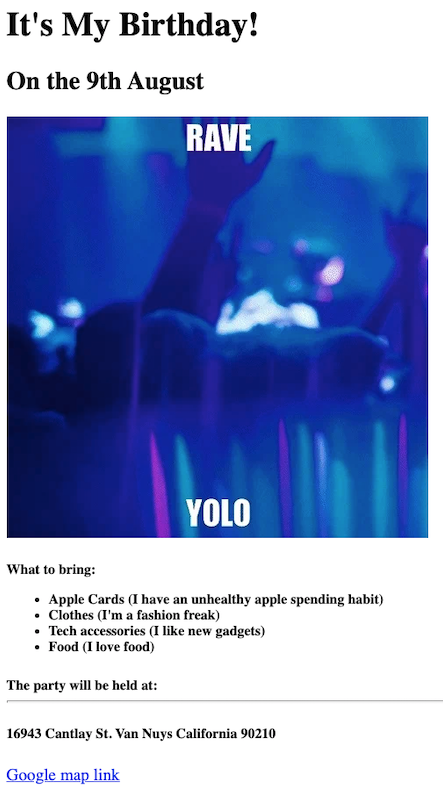 It's My Birthday!
On the 9th August
RAVE
YOLO
What to bring:
Apple Cards (I have an unhealthy apple spending habit)
Clothes (I'm a fashion freak)
Tech accessories (I like new gadgets)
Food (I love food)
The party will be held at:
16943 Cantlay St. Van Nuys California 90210
Google map link